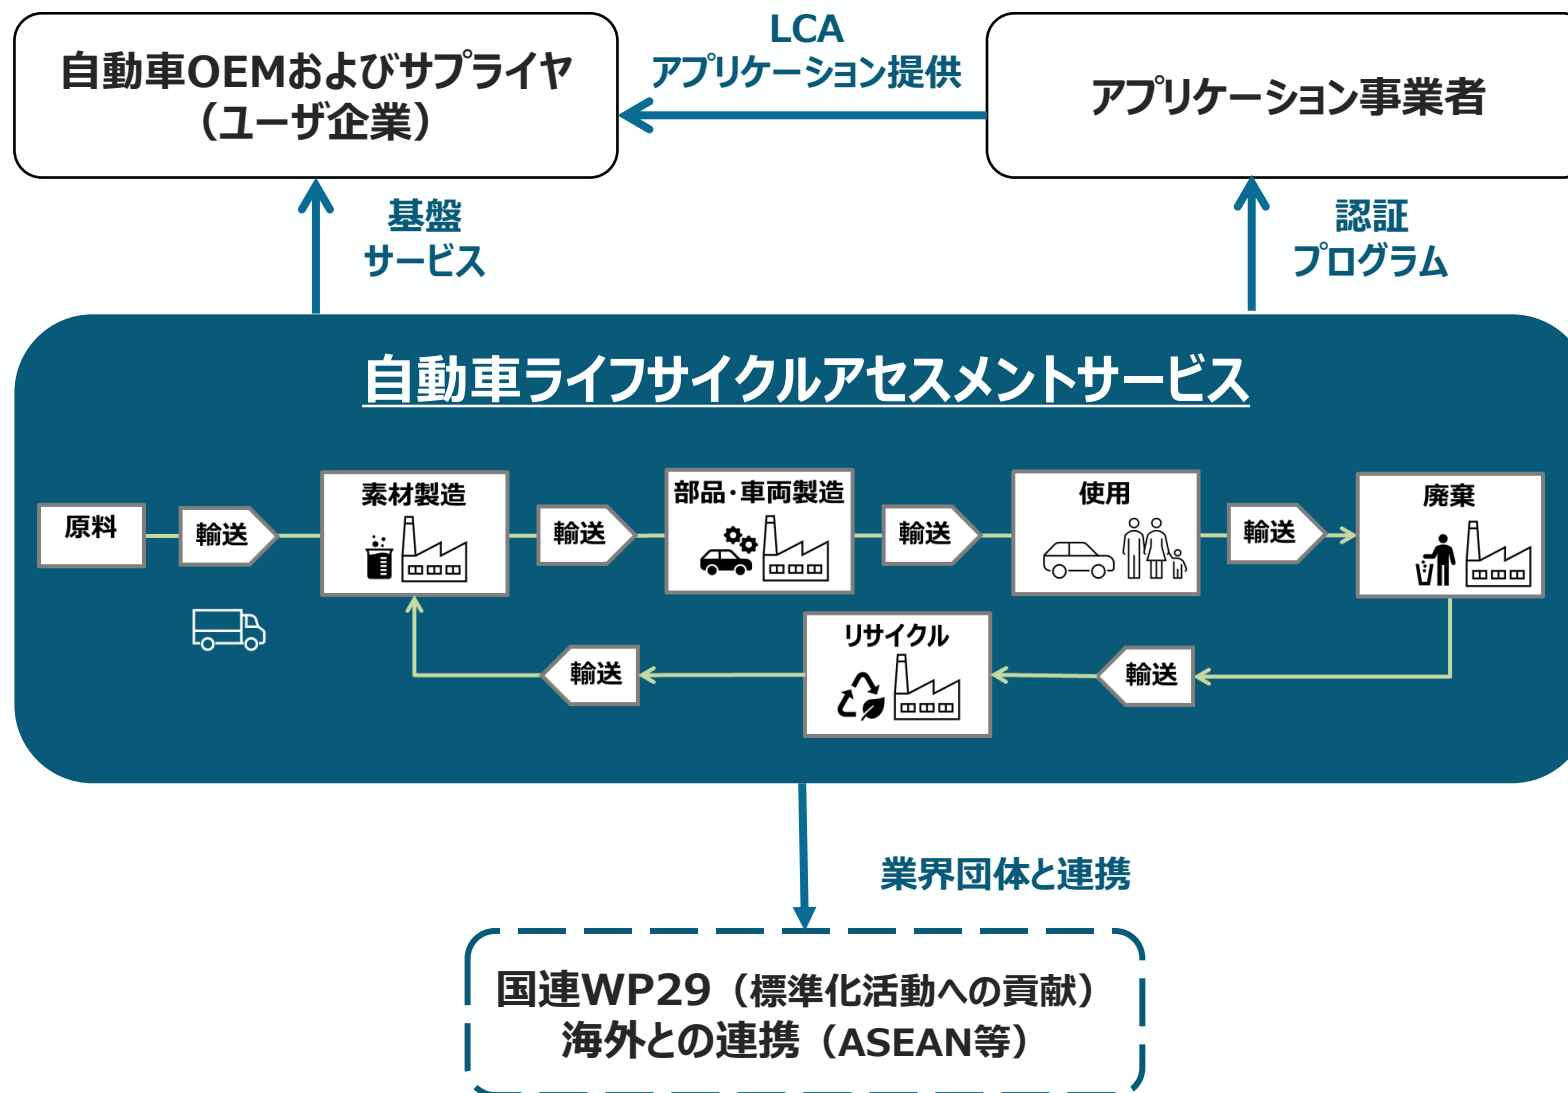 LCA
アプリケーション提供
自動車OEMおよびサプライヤ
（ユーザ企業）
アプリケーション事業者
基盤
サービス
認証
プログラム
自動車ライフサイクルアセスメントサービス
原料
輸送
素材製造
輸送
部品・車両製造
輸送
使用
輸送
廃棄
リサイクル
輸送
輸送
業界団体と連携
国連WP29（標準化活動への貢献）
海外との連携（ASEAN等）